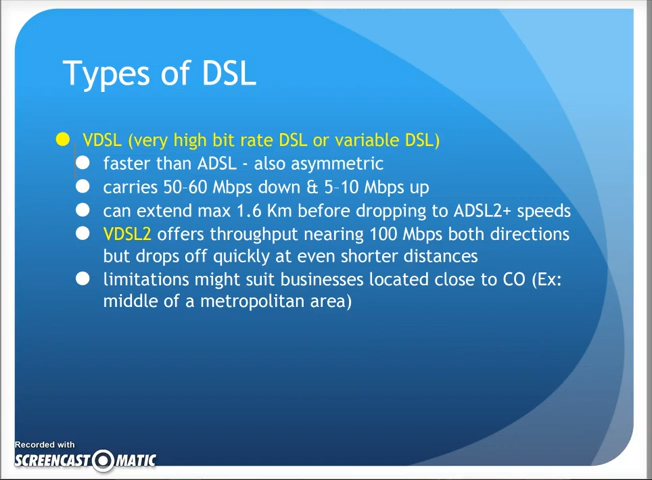 Types of DSL
VDSL (very high bit rate DSL or variable DSL)
faster than ADSL - also asymmetric
carries 50-60 Mbps down & 5-10 Mbps up
can extend max 1.6 Km before dropping to ADSL2+ speeds
VDSL2 offers throughput nearing 100 Mbps both directions
but drops off quickly at even shorter distances
limitations might suit businesses located close to CO (Ex:
middle of a metropolitan area)
Recorded with
SCREENCAST-O-MATIC